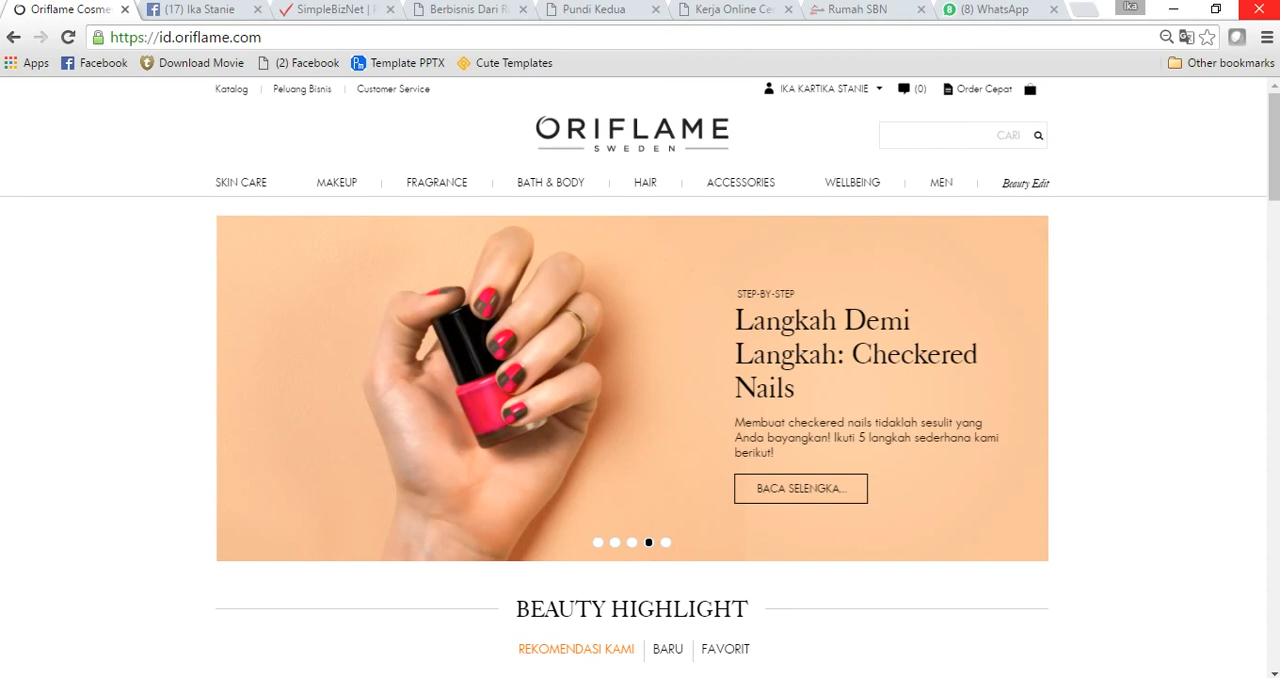 Oriflame Cosme
(17) Ika Stanie
SimpleBizNet |
Berbisnis Dari R
Pundi Kedua
Kerja Online Ce
Rumah SBN
(8) WhatsApp
Ika
https://id.oriflame.com
Apps
Facebook
Download Movie
(2) Facebook
Template PPTX
Cute Templates
Other bookmarks
Katalog
Peluang Bisnis
Customer Service
IKA KARTIKA STANIE
(0)
Order Cepat
ORIFLAME
SWEDEN
CARI
SKIN CARE
MAKEUP
FRAGRANCE
BATH & BODY
HAIR
ACCESSORIES
WELLBEING
MEN
Beauty Edit
STEP-BY-STEP
Langkah Demi
Langkah: Checkered
Nails
Membuat checkered nails tidaklah sesulit yang
Anda bayangkan! Ikuti 5 langkah sederhana kami
berikut!
BACA SELENGKA...
BEAUTY HIGHLIGHT
REKOMENDASI KAMI
BARU
FAVORIT